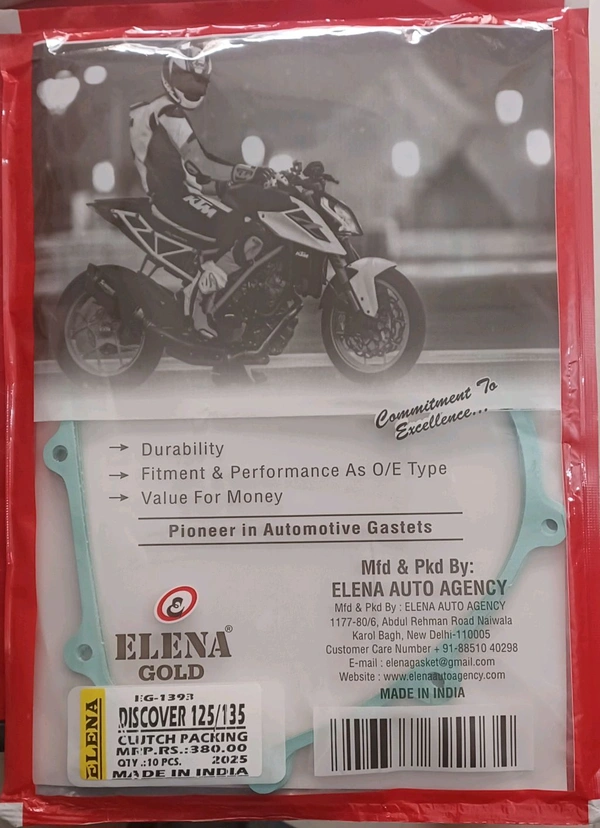 KTM
KTM
Commitment To
Excellence...
→ Durability
→ Fitment & Performance As O/E Type
→ Value For Money
Pioneer in Automotive Gastets
Mfd & Pkd By:
ELENA AUTO AGENCY
Mfd & Pkd By : ELENA AUTO AGENCY
1177-80/6, Abdul Rehman Road Naiwala
Karol Bagh, New Delhi-110005
Customer Care Number + 91-88510 40298
E-mail : elenagasket@gmail.com
Website : www.elenaautoagency.com
MADE IN INDIA
ELENA®
GOLD
ELENA
EG-1393
DISCOVER 125/135
CLUTCH PACKING
MRP.RS.:380.00
QTY.:10 PCS. 2025
MADE IN INDIA